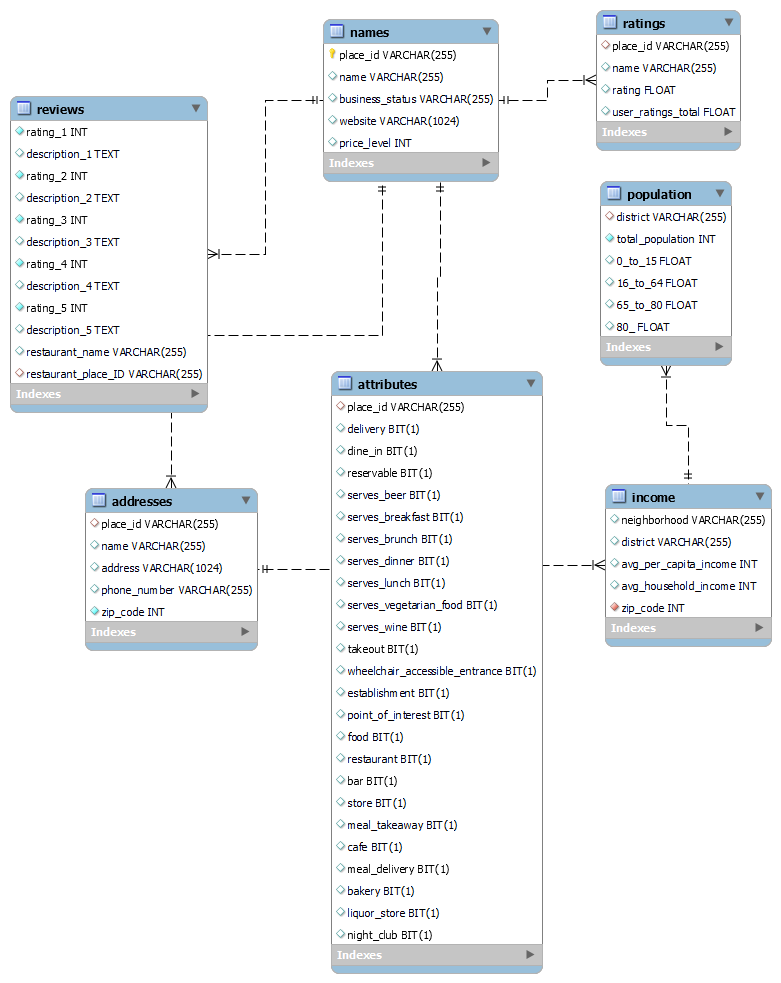 names
place_id VARCHAR(255)
name VARCHAR(255)
business_status VARCHAR(255)
website VARCHAR(1024)
price_level INT
Indexes
ratings
place_id VARCHAR(255)
name VARCHAR(255)
rating FLOAT
user_ratings_total FLOAT
Indexes
reviews
rating_1 INT
description_1 TEXT
rating_2 INT
description_2 TEXT
rating_3 INT
description_3 TEXT
rating_4 INT
description_4 TEXT
rating_5 INT
description_5 TEXT
restaurant_name VARCHAR(255)
restaurant_place_ID VARCHAR(255)
Indexes
population
district VARCHAR(255)
total_population INT
0_to_15 FLOAT
16_to_64 FLOAT
65_to_80 FLOAT
80_ FLOAT
Indexes
attributes
place_id VARCHAR(255)
delivery BIT(1)
dine_in BIT(1)
reservable BIT(1)
serves_beer BIT(1)
serves_breakfast BIT(1)
serves_brunch BIT(1)
serves_dinner BIT(1)
serves_lunch BIT(1)
serves_vegetarian_food BIT(1)
serves_wine BIT(1)
takeout BIT(1)
wheelchair_accessible_entrance BIT(1)
establishment BIT(1)
point_of_interest BIT(1)
food BIT(1)
restaurant BIT(1)
bar BIT(1)
store BIT(1)
meal_takeaway BIT(1)
cafe BIT(1)
meal_delivery BIT(1)
bakery BIT(1)
liquor_store BIT(1)
night_club BIT(1)
Indexes
addresses
place_id VARCHAR(255)
name VARCHAR(255)
address VARCHAR(1024)
phone_number VARCHAR(255)
zip_code INT
Indexes
income
neighborhood VARCHAR(255)
district VARCHAR(255)
avg_per_capita_income INT
avg_household_income INT
zip_code INT
Indexes